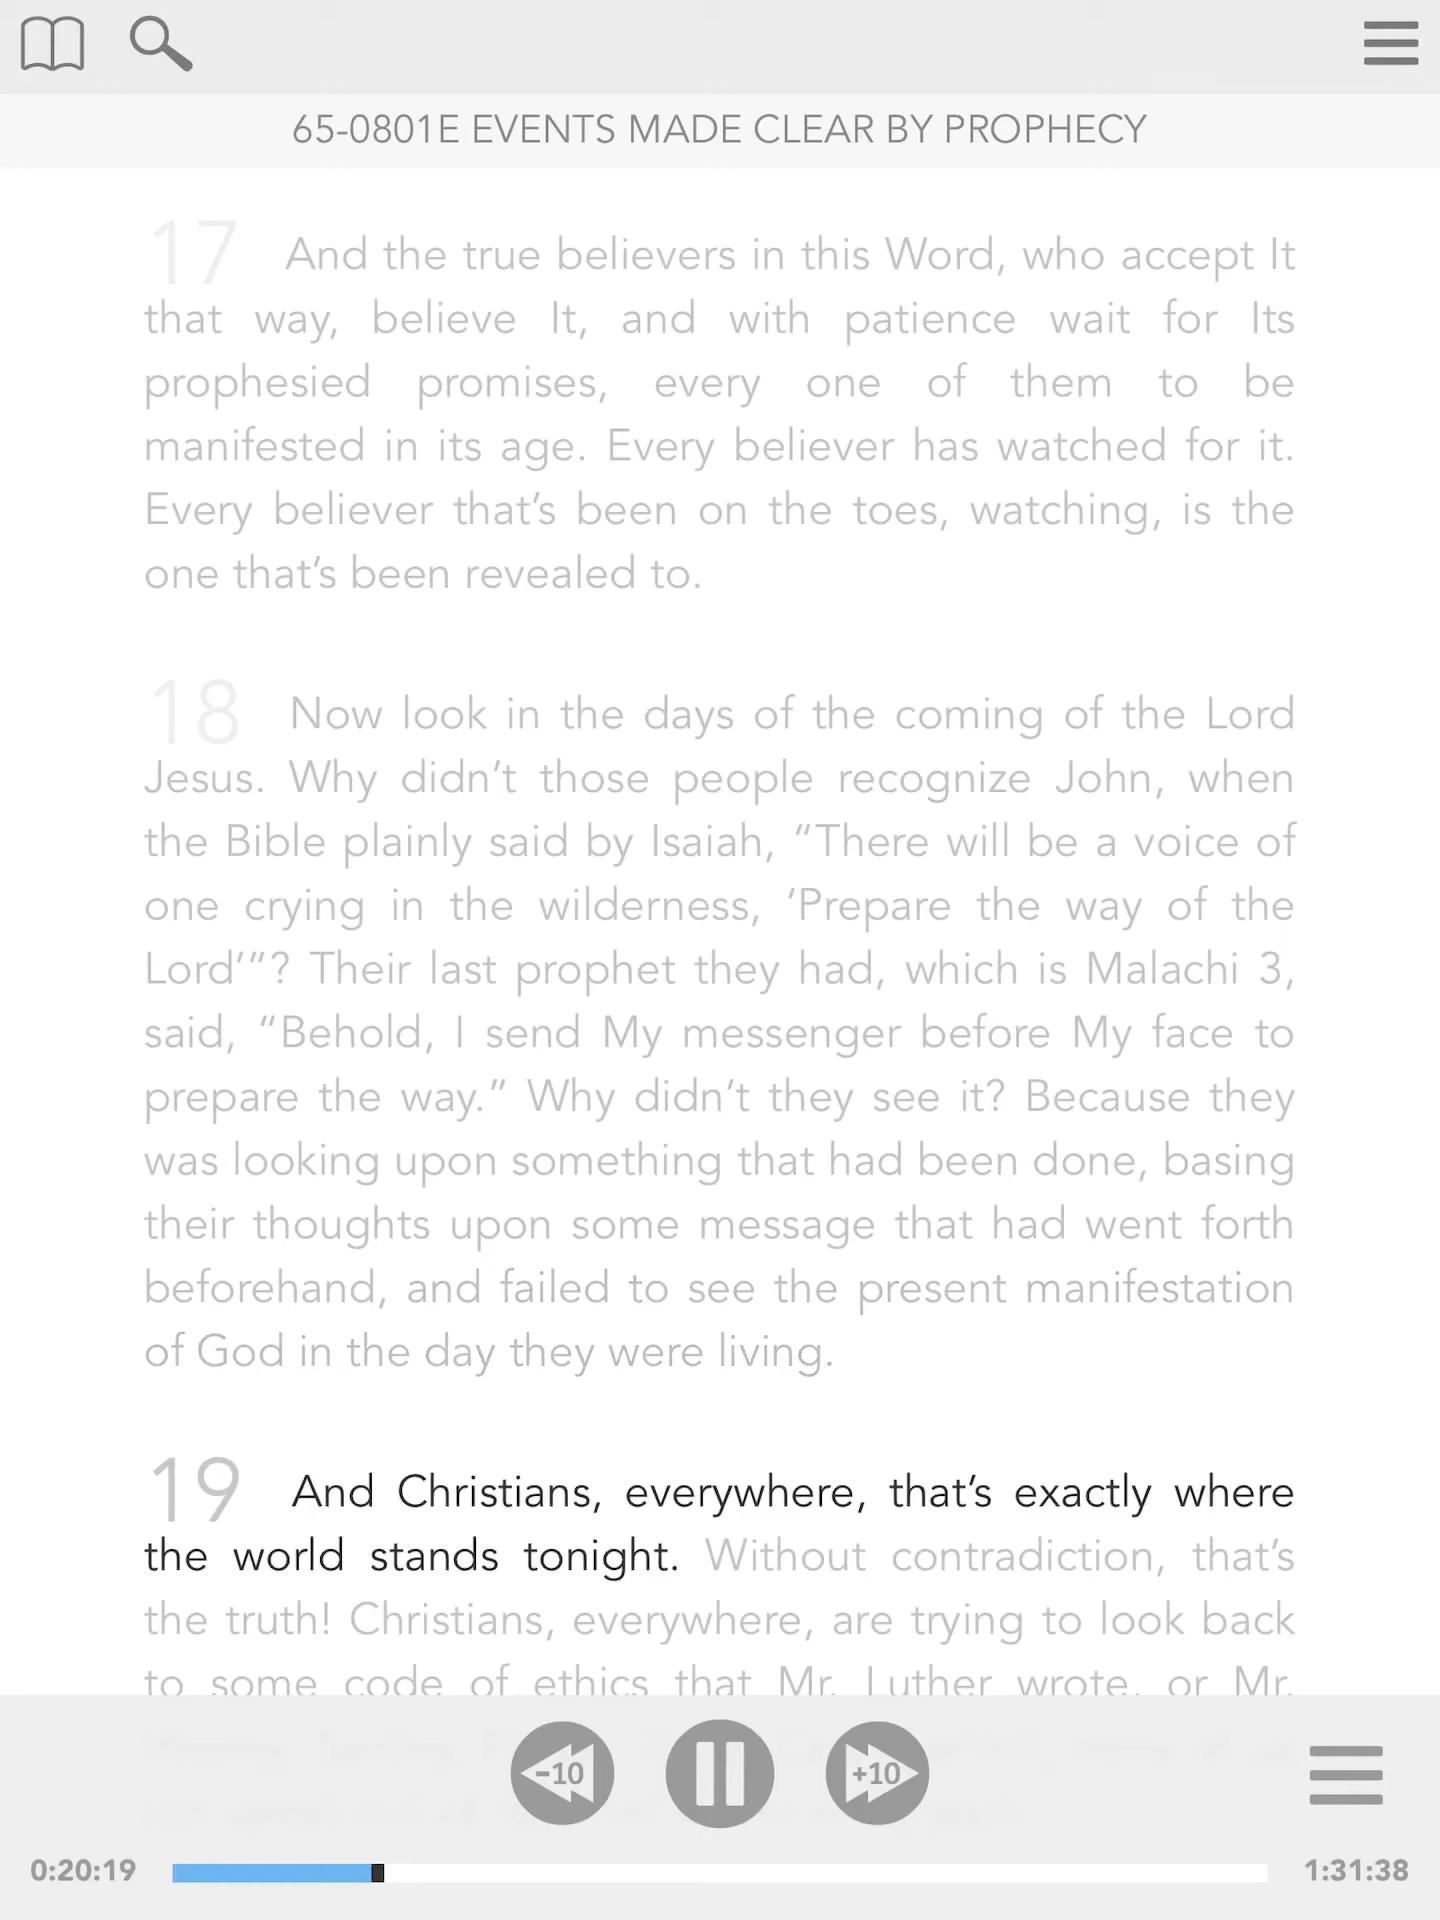 65-0801E EVENTS MADE CLEAR BY PROPHECY
17 And the true believers in this Word, who accept It
that way, believe It, and with patience wait for Its
prophesied promises, every one of them to be
manifested in its age. Every believer has watched for it.
Every believer that’s been on the toes, watching, is the
one that’s been revealed to.
18 Now look in the days of the coming of the Lord
Jesus. Why didn’t those people recognize John, when
the Bible plainly said by Isaiah, “There will be a voice of
one crying in the wilderness, ‘Prepare the way of the
Lord’”? Their last prophet they had, which is Malachi 3,
said, “Behold, I send My messenger before My face to
prepare the way.” Why didn’t they see it? Because they
was looking upon something that had been done, basing
their thoughts upon some message that had went forth
beforehand, and failed to see the present manifestation
of God in the day they were living.
19 And Christians, everywhere, that’s exactly where
the world stands tonight. Without contradiction, that’s
the truth! Christians, everywhere, are trying to look back
to some code of ethics that Mr. Luther wrote, or Mr.
-10 +10
0:20:19 1:31:38